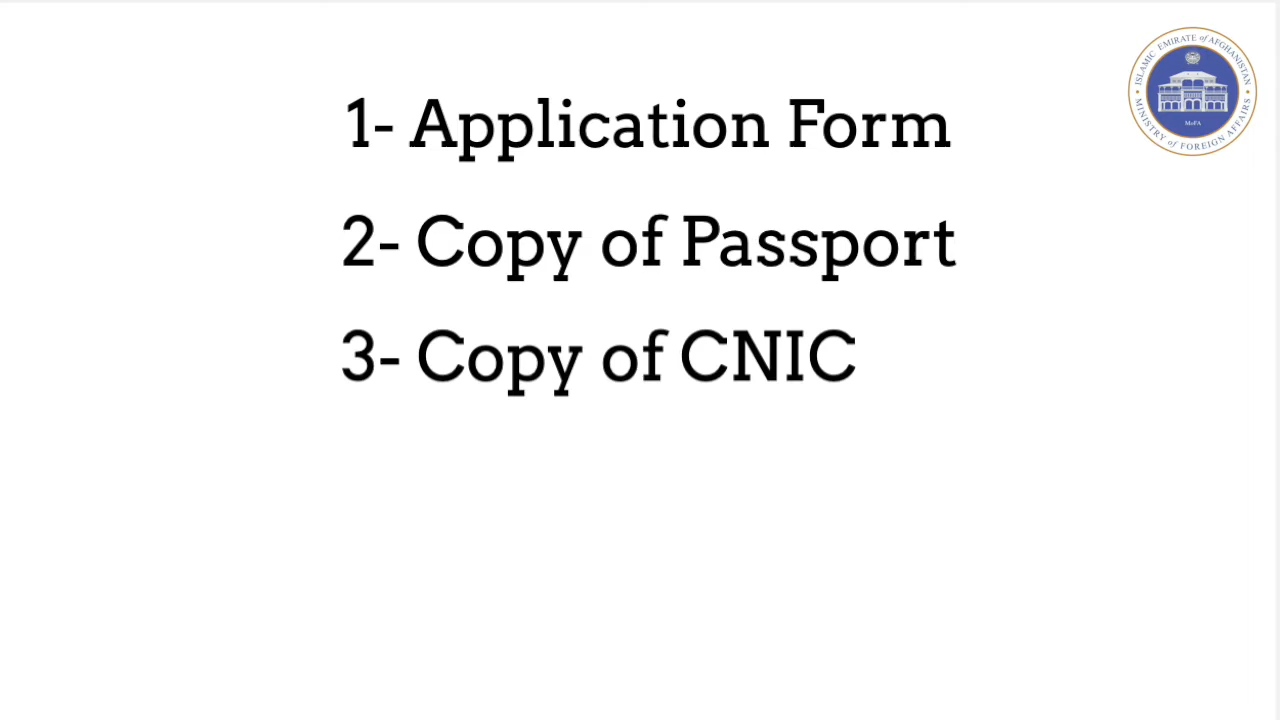 1- Application Form
2- Copy of Passport
3- Copy of CNIC
ISLAMIC EMIRATE of AFGHANISTAN
MINISTRY of FOREIGN AFFAIRS
MoFA